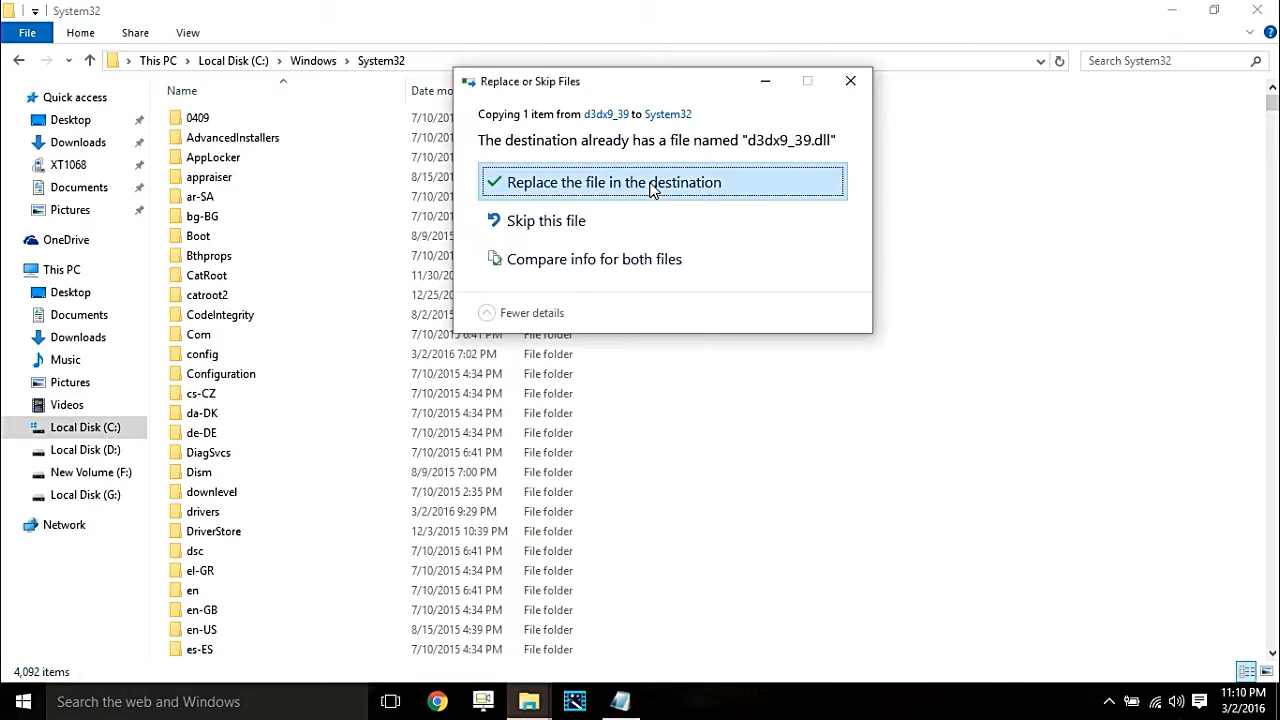 System32
File Home Share View
This PC Local Disk (C:) Windows System32
Search System32
Quick access
Desktop
Downloads
XT1068
Documents
Pictures
OneDrive
This PC
Desktop
Documents
Downloads
Music
Pictures
Videos
Local Disk (C:)
Local Disk (D:)
New Volume (F:)
Local Disk (G:)
Network
Name Date mo
0409 7/10/2015
AdvancedInstallers 7/10/2015
AppLocker 7/10/2015
appraiser 8/15/2015
ar-SA 7/10/2015
bg-BG 7/10/2015
Boot 8/9/2015
Bthprops 7/10/2015
CatRoot 11/30/20
catroot2 12/25/20
CodeIntegrity 8/2/2015
Com 7/10/2015 6:41 PM File folder
config 3/2/2016 7:02 PM File folder
Configuration 7/10/2015 4:34 PM File folder
cs-CZ 7/10/2015 4:34 PM File folder
da-DK 7/10/2015 4:34 PM File folder
de-DE 7/10/2015 4:34 PM File folder
DiagSvcs 7/10/2015 6:41 PM File folder
Dism 8/9/2015 7:00 PM File folder
downlevel 7/10/2015 2:35 PM File folder
drivers 3/2/2016 9:29 PM File folder
DriverStore 12/3/2015 10:39 PM File folder
dsc 7/10/2015 6:41 PM File folder
el-GR 7/10/2015 4:34 PM File folder
en 7/10/2015 6:41 PM File folder
en-GB 7/10/2015 4:34 PM File folder
en-US 8/15/2015 4:39 PM File folder
es-ES 7/10/2015 4:34 PM File folder
Replace or Skip Files
Copying 1 item from d3dx9_39 to System32
The destination already has a file named "d3dx9_39.dll"
Replace the file in the destination
Skip this file
Compare info for both files
Fewer details
4,092 items
Search the web and Windows
11:10 PM
3/2/2016